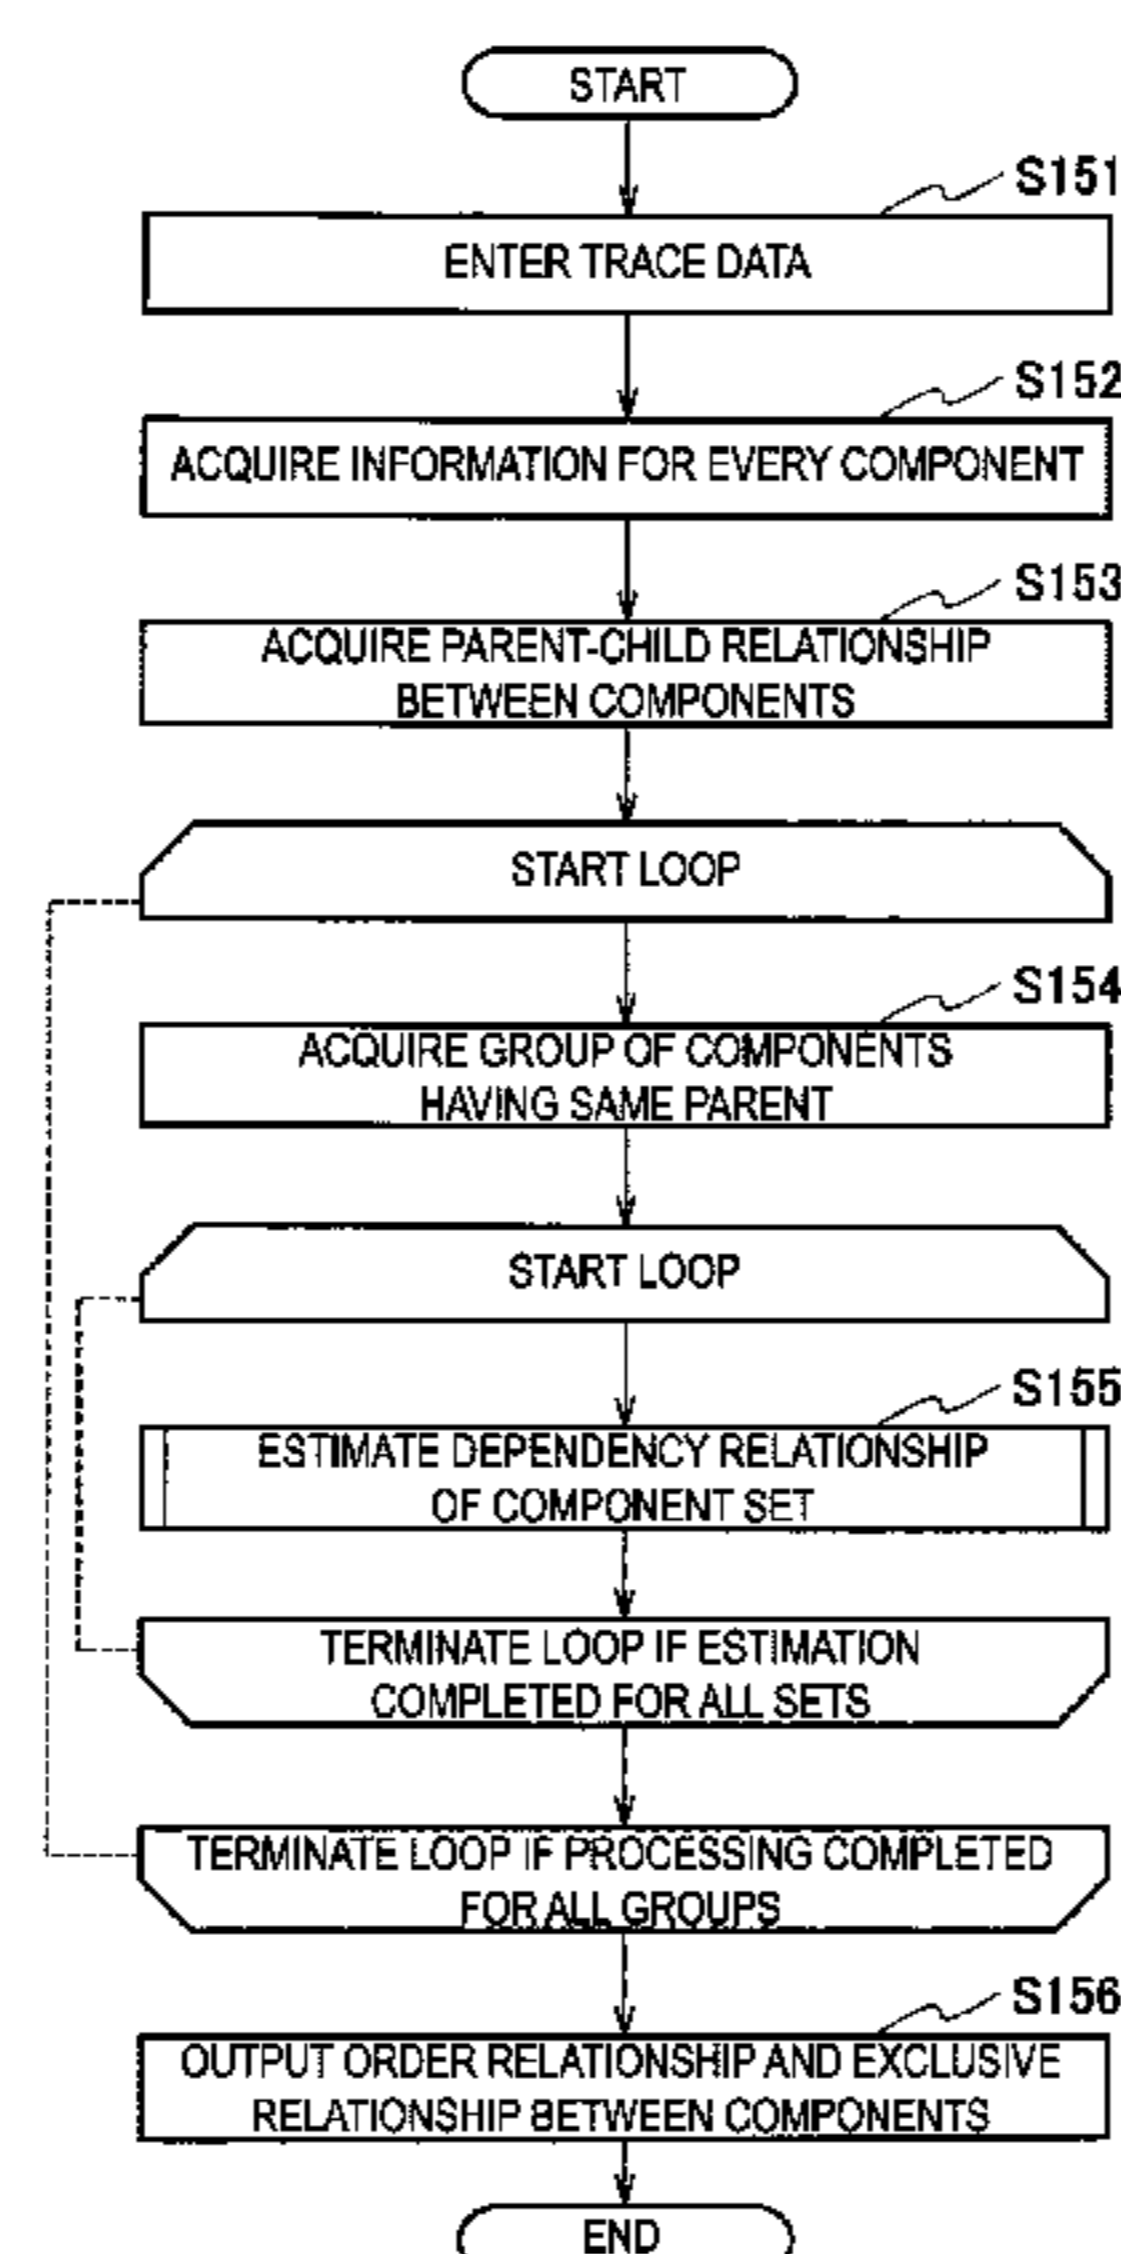 START
S151
ENTER TRACE DATA
S152
ACQUIRE INFORMATION FOR EVERY COMPONENT
S153
ACQUIRE PARENT-CHILD RELATIONSHIP
BETWEEN COMPONENTS
START LOOP
S154
ACQUIRE GROUP OF COMPONENTS
HAVING SAME PARENT
START LOOP
S155
ESTIMATE DEPENDENCY RELATIONSHIP
OF COMPONENT SET
TERMINATE LOOP IF ESTIMATION
COMPLETED FOR ALL SETS
TERMINATE LOOP IF PROCESSING COMPLETED
FOR ALL GROUPS
S156
OUTPUT ORDER RELATIONSHIP AND EXCLUSIVE
RELATIONSHIP BETWEEN COMPONENTS
END